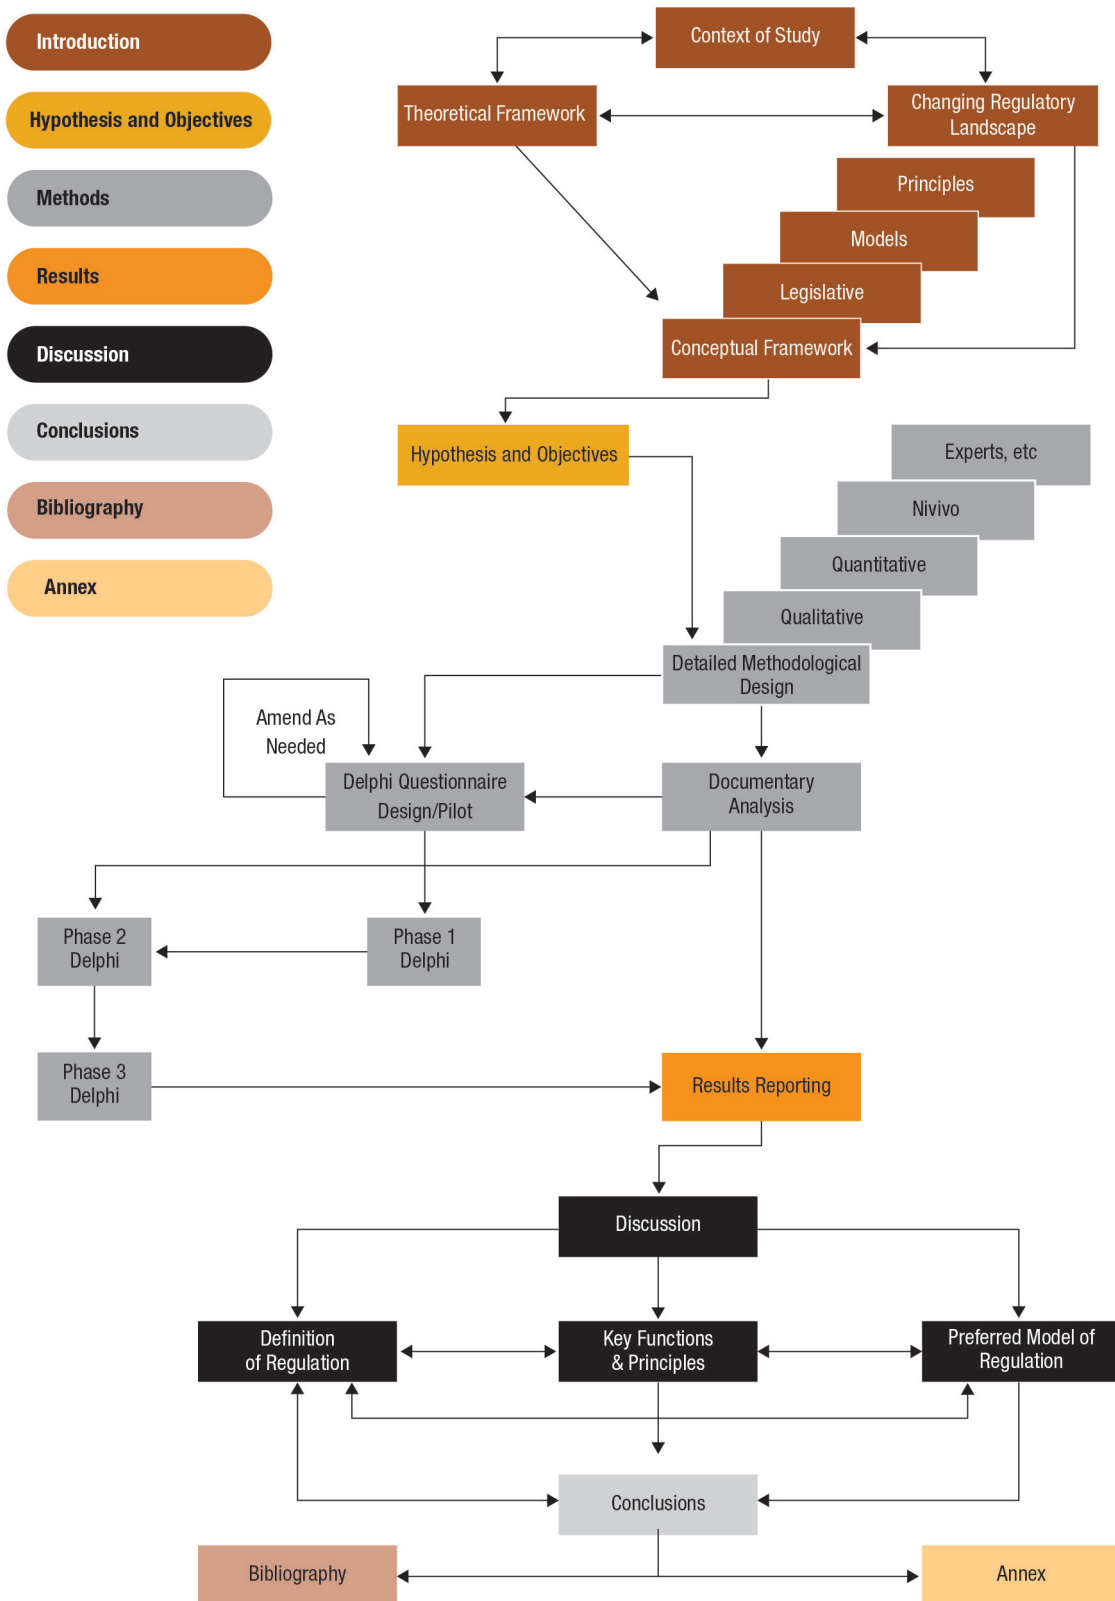 Introduction
Hypothesis and Objectives
Methods
Results
Discussion
Conclusions
Bibliography
Annex
Context of Study
Theoretical Framework
Changing Regulatory
Landscape
Principles
Models
Legislative
Conceptual Framework
Hypothesis and Objectives
Experts, etc
Nivivo
Quantitative
Qualitative
Detailed Methodological
Design
Amend As
Needed
Delphi Questionnaire
Design/Pilot
Documentary
Analysis
Phase 2
Delphi
Phase 1
Delphi
Phase 3
Delphi
Results Reporting
Discussion
Definition
of Regulation
Key Functions
& Principles
Preferred Model of
Regulation
Conclusions
Bibliography
Annex